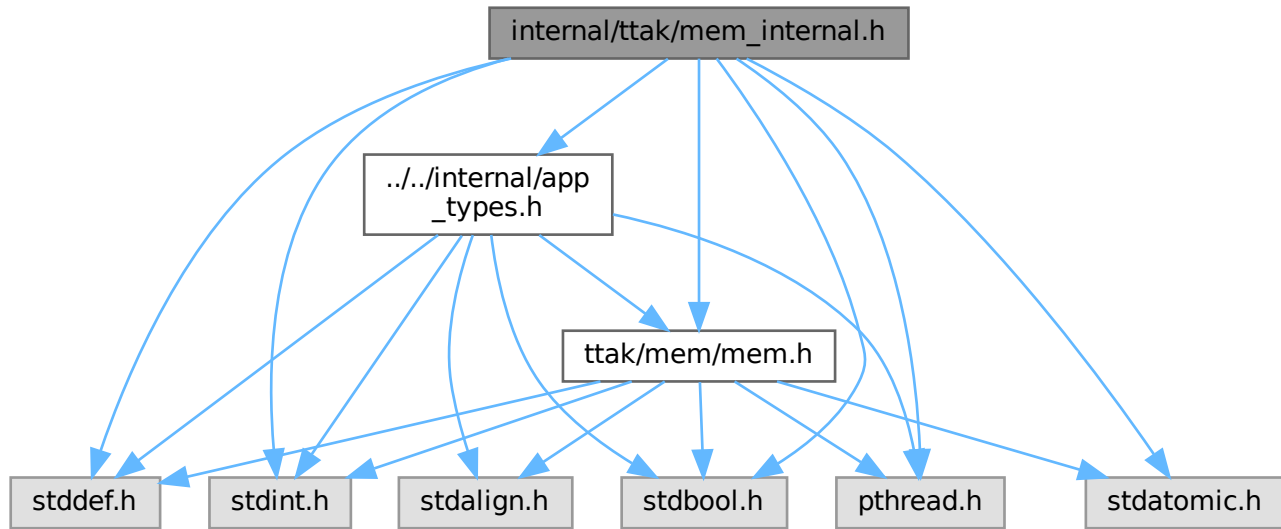 internal/ttak/mem_internal.h
../../internal/app
_types.h
ttak/mem/mem.h
stddef.h
stdint.h
stdalign.h
stdbool.h
pthread.h
stdatomic.h